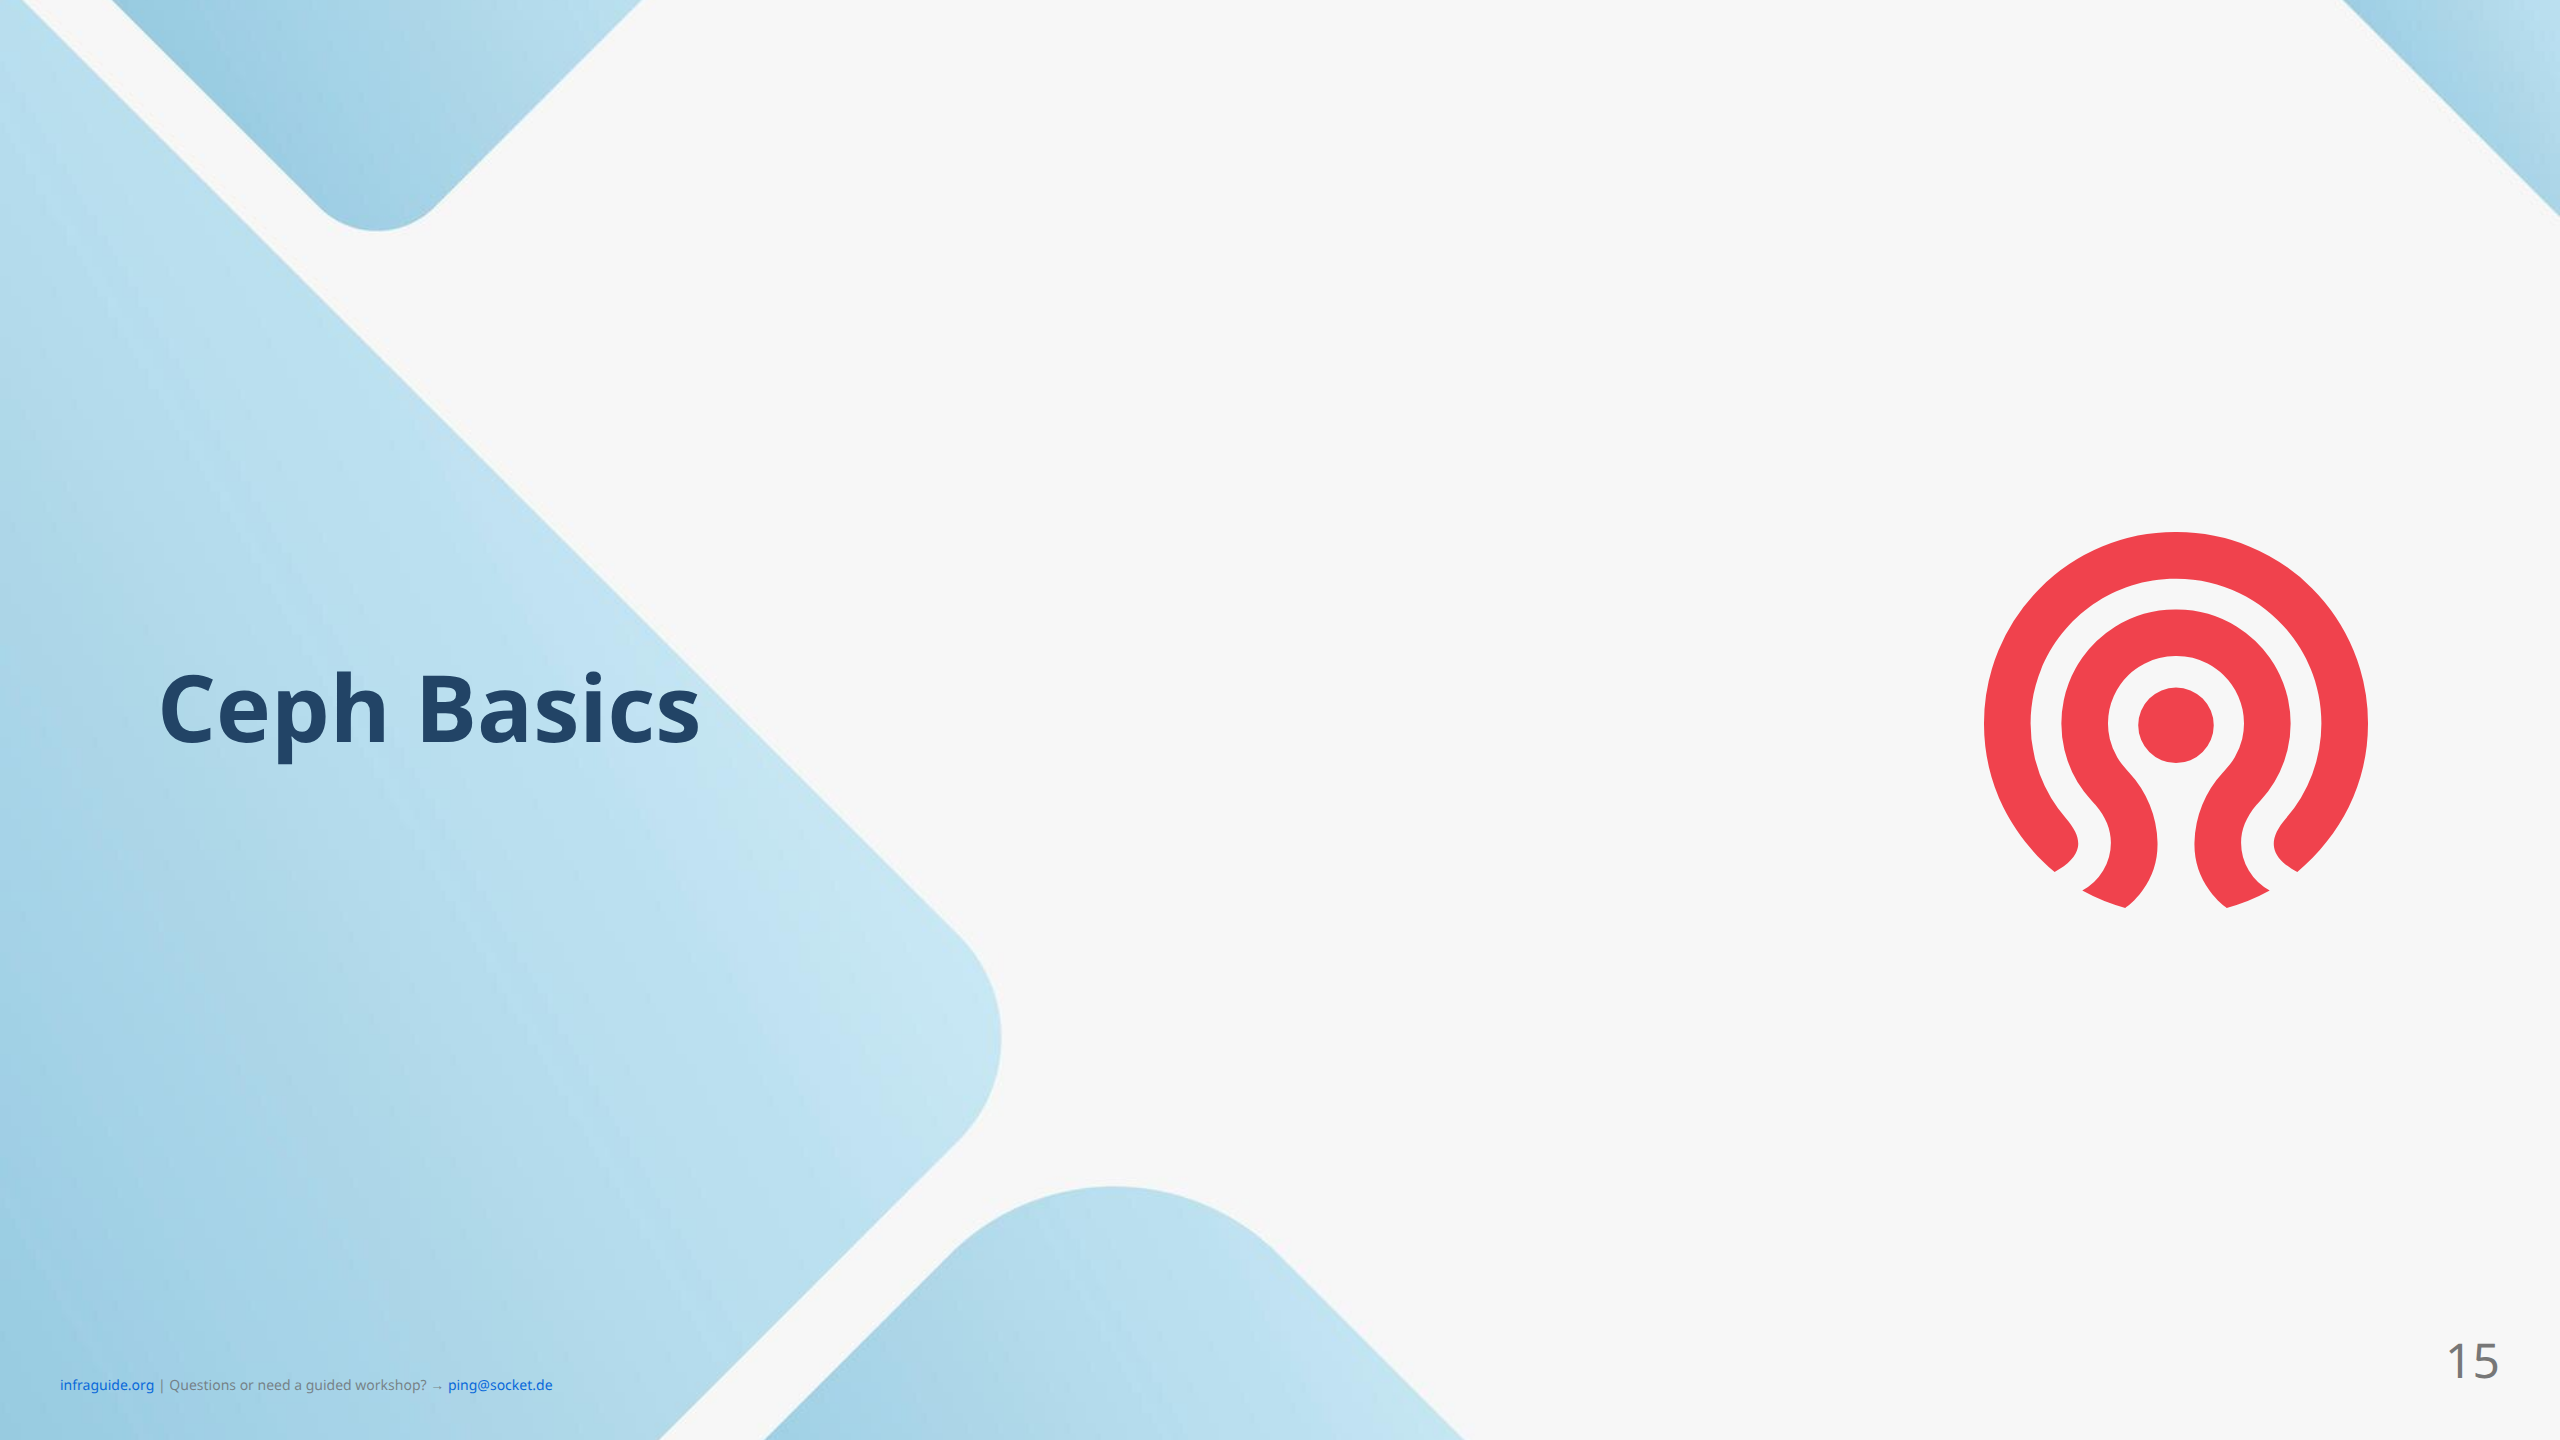 Ceph Basics
infraguide.org | Questions or need a guided workshop? → ping@socket.de
15